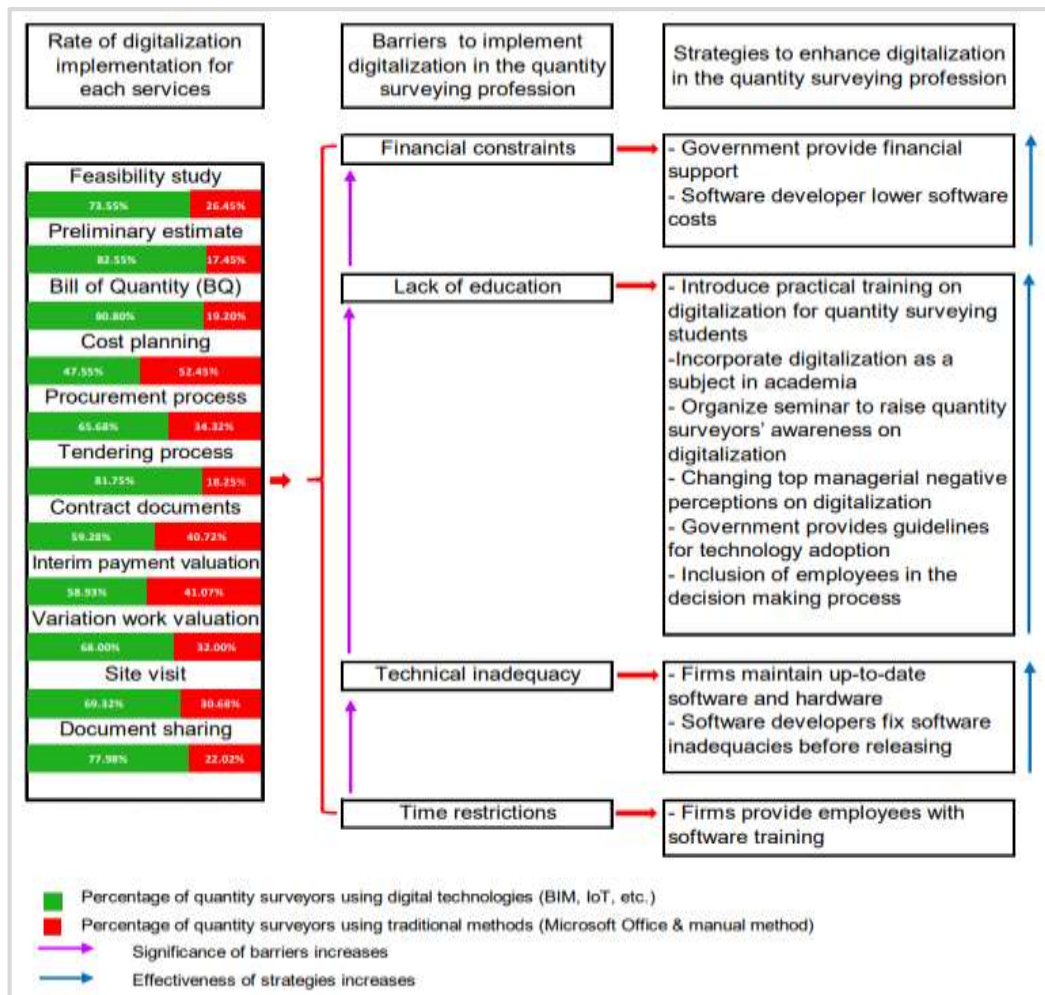 Rate of digitalization
implementation for
each services
Barriers to implement
digitalization in the quantity
surveying profession
Strategies to enhance digitalization
in the quantity surveying profession
Feasibility study
73.55% 26.45%
Preliminary estimate
82.55% 17.45%
Bill of Quantity (BQ)
80.80% 19.20%
Cost planning
47.55% 52.45%
Procurement process
65.68% 34.32%
Tendering process
81.75% 18.25%
Contract documents
59.28% 40.72%
Interim payment valuation
58.93% 41.07%
Variation work valuation
68.00% 32.00%
Site visit
69.32% 30.68%
Document sharing
77.98% 22.02%
Financial constraints
- Government provide financial
support
- Software developer lower software
costs
Lack of education
- Introduce practical training on
digitalization for quantity surveying
students
-Incorporate digitalization as a
subject in academia
- Organize seminar to raise quantity
surveyors' awareness on
digitalization
- Changing top managerial negative
perceptions on digitalization
- Government provides guidelines
for technology adoption
- Inclusion of employees in the
decision making process
Technical inadequacy
- Firms maintain up-to-date
software and hardware
- Software developers fix software
inadequacies before releasing
Time restrictions
- Firms provide employees with
software training
Percentage of quantity surveyors using digital technologies (BIM, IoT, etc.)
Percentage of quantity surveyors using traditional methods (Microsoft Office & manual method)
Significance of barriers increases
Effectiveness of strategies increases